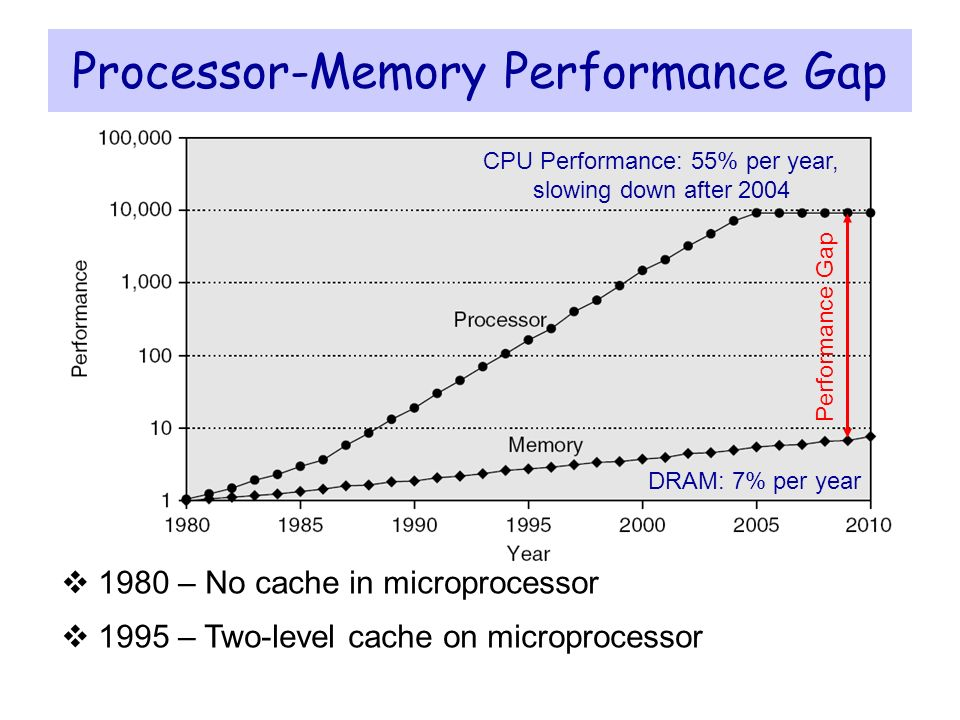 Processor-Memory Performance Gap
100,000
10,000
1,000
100
10
1
Performance
CPU Performance: 55% per year,
slowing down after 2004
Processor
Performance Gap
Memory
DRAM: 7% per year
1980 1985 1990 1995 2000 2005 2010
Year
❖ 1980 – No cache in microprocessor
❖ 1995 – Two-level cache on microprocessor